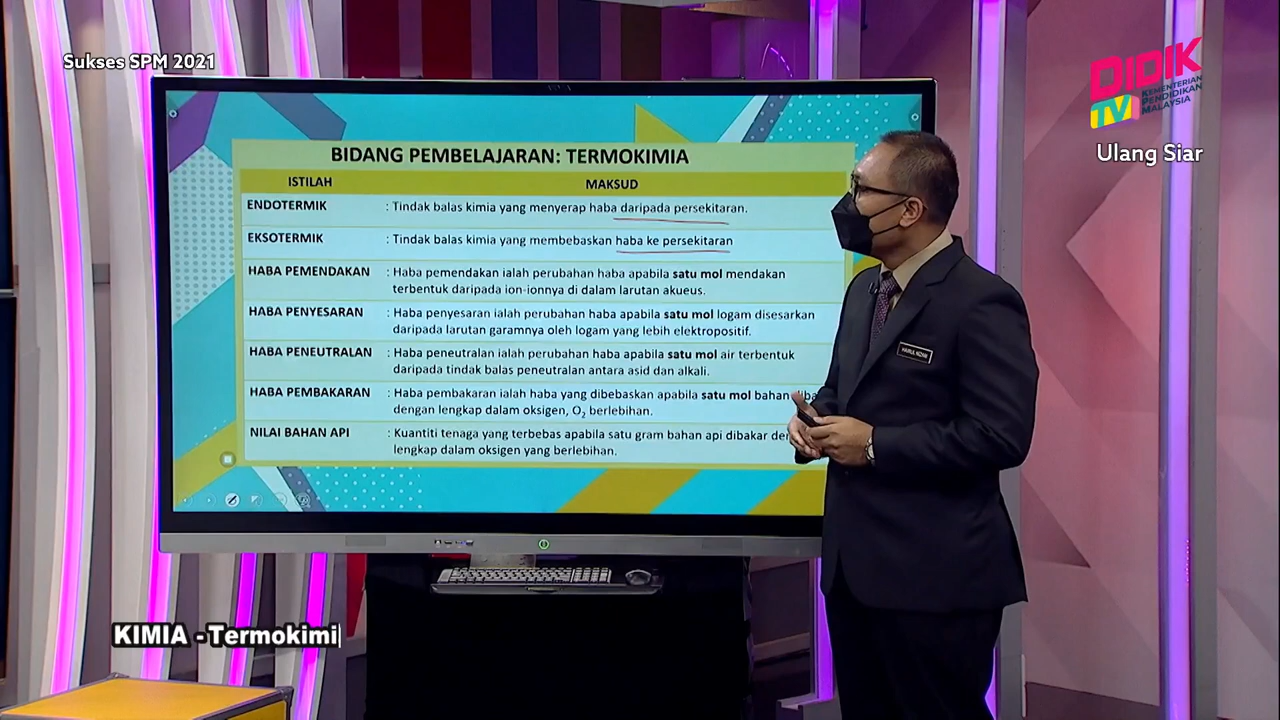 Sukses SPM 2021
DIDIK
TV
KEMENTERIAN
PENDIDIKAN
MALAYSIA
Ulang Siar
BIDANG PEMBELAJARAN: TERMOKIMIA
ISTILAH MAKSUD
ENDOTERMIK : Tindak balas kimia yang menyerap haba daripada persekitaran.
EKSOTERMIK : Tindak balas kimia yang membebaskan haba ke persekitaran
HABA PEMENDAKAN : Haba pemendakan ialah perubahan haba apabila satu mol mendakan
terbentuk daripada ion-ionnya di dalam larutan akueus.
HABA PENYESARAN : Haba penyesaran ialah perubahan haba apabila satu mol logam disesarkan
daripada larutan garamnya oleh logam yang lebih elektropositif.
HABA PENEUTRALAN : Haba peneutralan ialah perubahan haba apabila satu mol air terbentuk
daripada tindak balas peneutralan antara asid dan alkali.
HABA PEMBAKARAN : Haba pembakaran ialah haba yang dibebaskan apabila satu mol bahan
dengan lengkap dalam oksigen, O₂ berlebihan.
NILAI BAHAN API : Kuantiti tenaga yang terbebas apabila satu gram bahan api dibakar
lengkap dalam oksigen yang berlebihan.
HAIRUL NIZAM
KIMIA - Termokimi